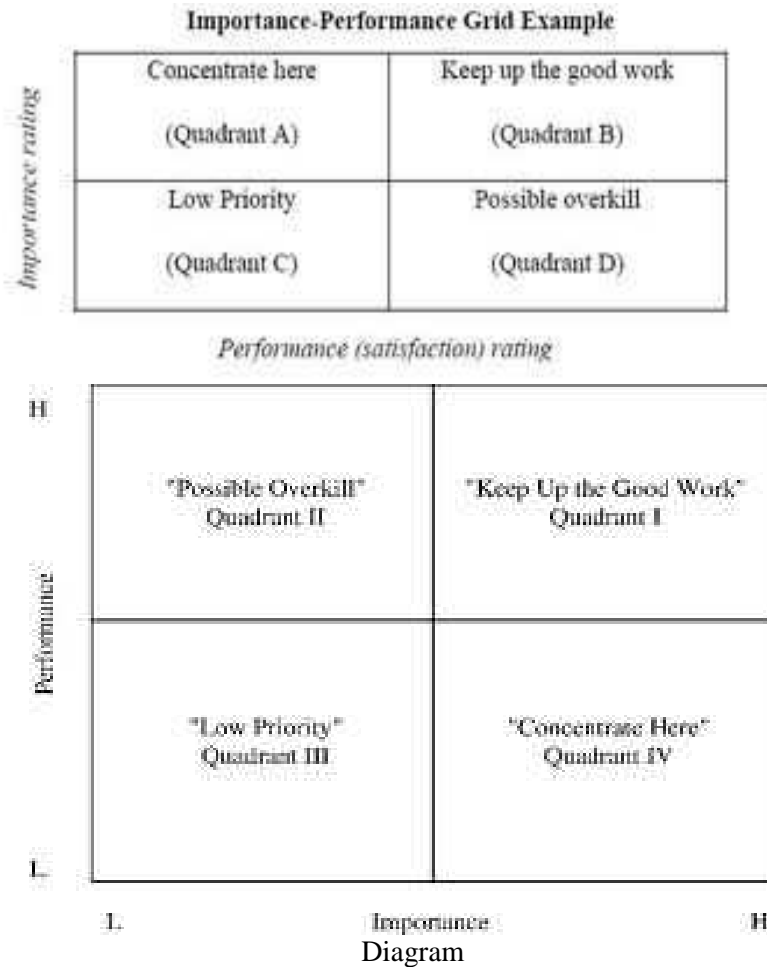 Importance-Performance Grid Example
Importance rating
Concentrate here
(Quadrant A)
Keep up the good work
(Quadrant B)
Low Priority
(Quadrant C)
Possible overkill
(Quadrant D)
Performance (satisfaction) rating
H
Performance
L
"Possible Overkill"
Quadrant II
"Keep Up the Good Work"
Quadrant I
"Low Priority"
Quadrant III
"Concentrate Here"
Quadrant IV
L
Importance
H
Diagram